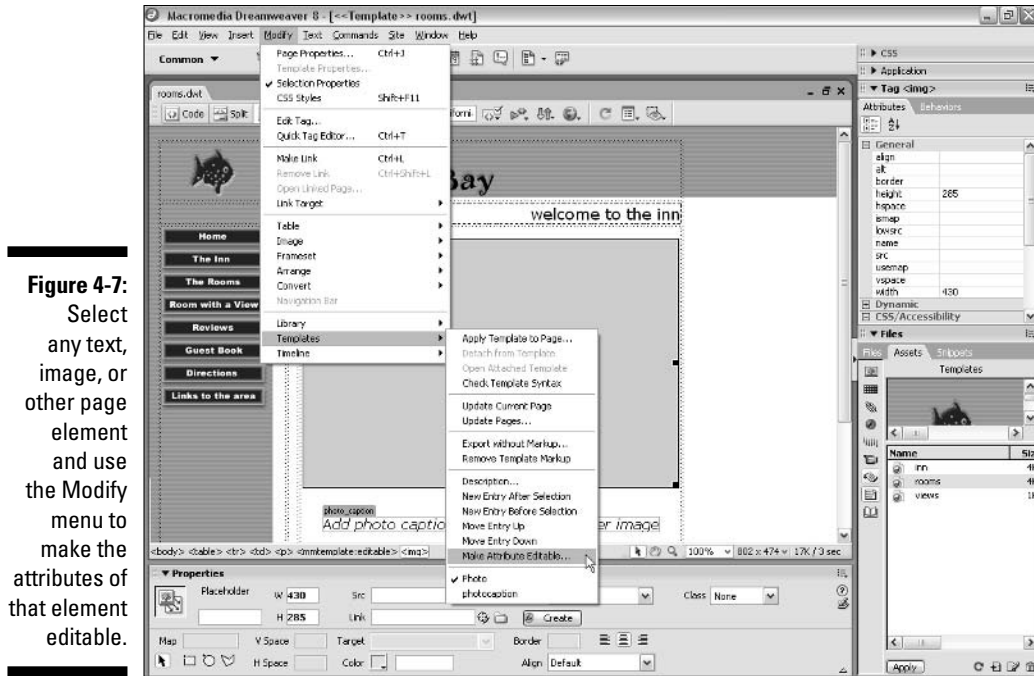 Macromedia Dreamweaver 8 - [<<Template>> rooms.dwt]
File Edit View Insert Modify Text Commands Site Window Help
Common
Page Properties... Ctrl+J
Template Properties...
Selection Properties
CSS Styles Shift+F11
Edit Tag...
Quick Tag Editor... Ctrl+T
Make Link Ctrl+L
Remove Link Ctrl+Shift+L
Open Linked Page...
Link Target
Table
Image
Frameset
Arrange
Convert
Navigation Bar
Library
Templates
Timeline
Apply Template to Page...
Detach from Template
Open Attached Template
Check Template Syntax
Update Current Page
Update Pages...
Export without Markup...
Remove Template Markup
Description...
New Entry After Selection
New Entry Before Selection
Move Entry Up
Move Entry Down
Make Attribute Editable...
Photo
photocaption
rooms.dwt
Code Split
Bay
welcome to the inn
Home
The Inn
The Rooms
Room with a View
Reviews
Guest Book
Directions
Links to the area
photo_caption
Add photo captio
er image
<body> <table> <tr> <td> <p> <mmtemplate:editable> <img>
100% 802 x 474 17K / 3 sec
Properties
Placeholder W 430 Src Class None
H 285 Link Create
Map V Space Target Border
H Space Color Align Default
CSS
Application
Tag <img>
Attributes Behaviors
General
align
alt
border
height 285
hspace
ismap
lowsrc
name
src
usemap
vspace
width 430
Dynamic
CSS/Accessibility
Files
Files Assets Snippets
Templates
Name Siz
inn 4K
rooms 4K
views
Apply
Figure 4-7:
Select
any text,
image, or
other page
element
and use
the Modify
menu to
make the
attributes of
that element
editable.